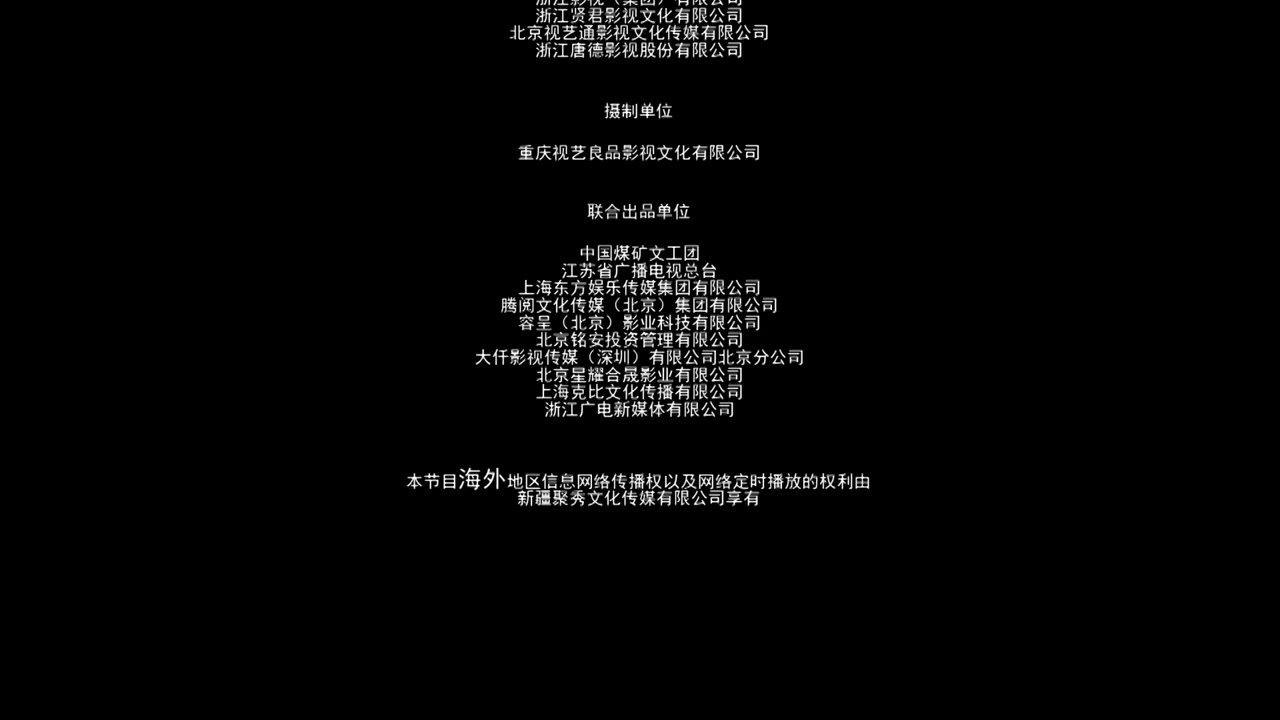 浙江影视（集团）有限公司
浙江贤君影视文化有限公司
北京视艺通影视文化传媒有限公司
浙江唐德影视股份有限公司
摄制单位
重庆视艺良品影视文化有限公司
联合出品单位
中国煤矿文工团
江苏省广播电视总台
上海东方娱乐传媒集团有限公司
腾阅文化传媒（北京）集团有限公司
容呈（北京）影业科技有限公司
北京铭安投资管理有限公司
大仟影视传媒（深圳）有限公司北京分公司
北京星耀合晟影业有限公司
上海克比文化传播有限公司
浙江广电新媒体有限公司
本节目海外地区信息网络传播权以及网络定时播放的权利由
新疆聚秀文化传媒有限公司享有